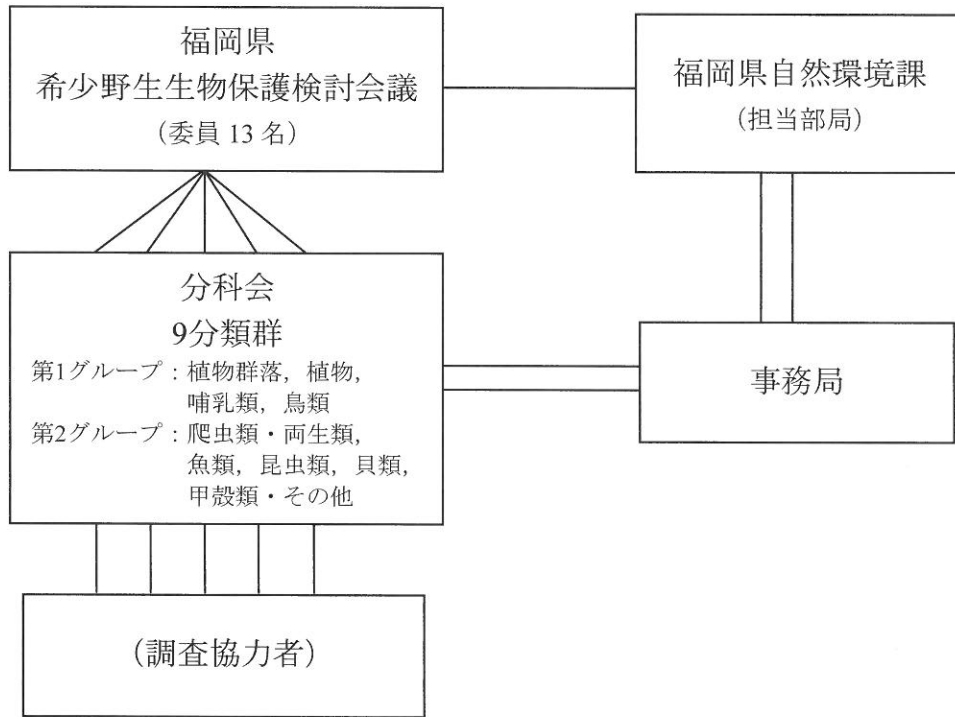 福岡県
希少野生生物保護検討会議
（委員 13 名）
福岡県自然環境課
（担当部局）
分科会
9分類群
第1グループ：植物群落，植物，
哺乳類，鳥類
第2グループ：爬虫類・両生類，
魚類，昆虫類，貝類，
甲殻類・その他
事務局
（調査協力者）